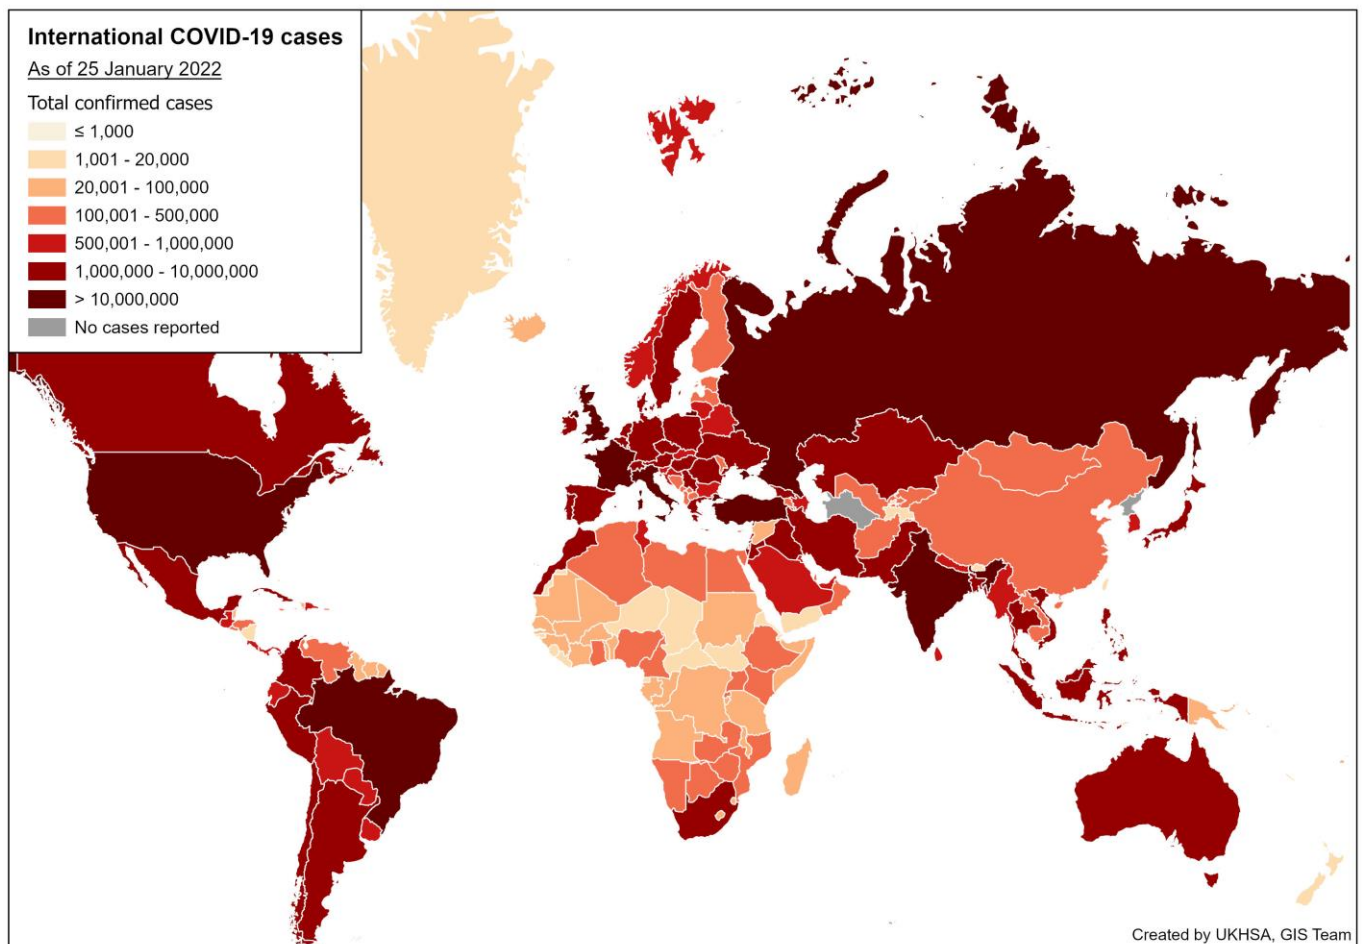 International COVID-19 cases
As of 25 January 2022
Total confirmed cases
≤ 1,000
1,001 - 20,000
20,001 - 100,000
100,001 - 500,000
500,001 - 1,000,000
1,000,000 - 10,000,000
> 10,000,000
No cases reported
Created by UKHSA, GIS Team